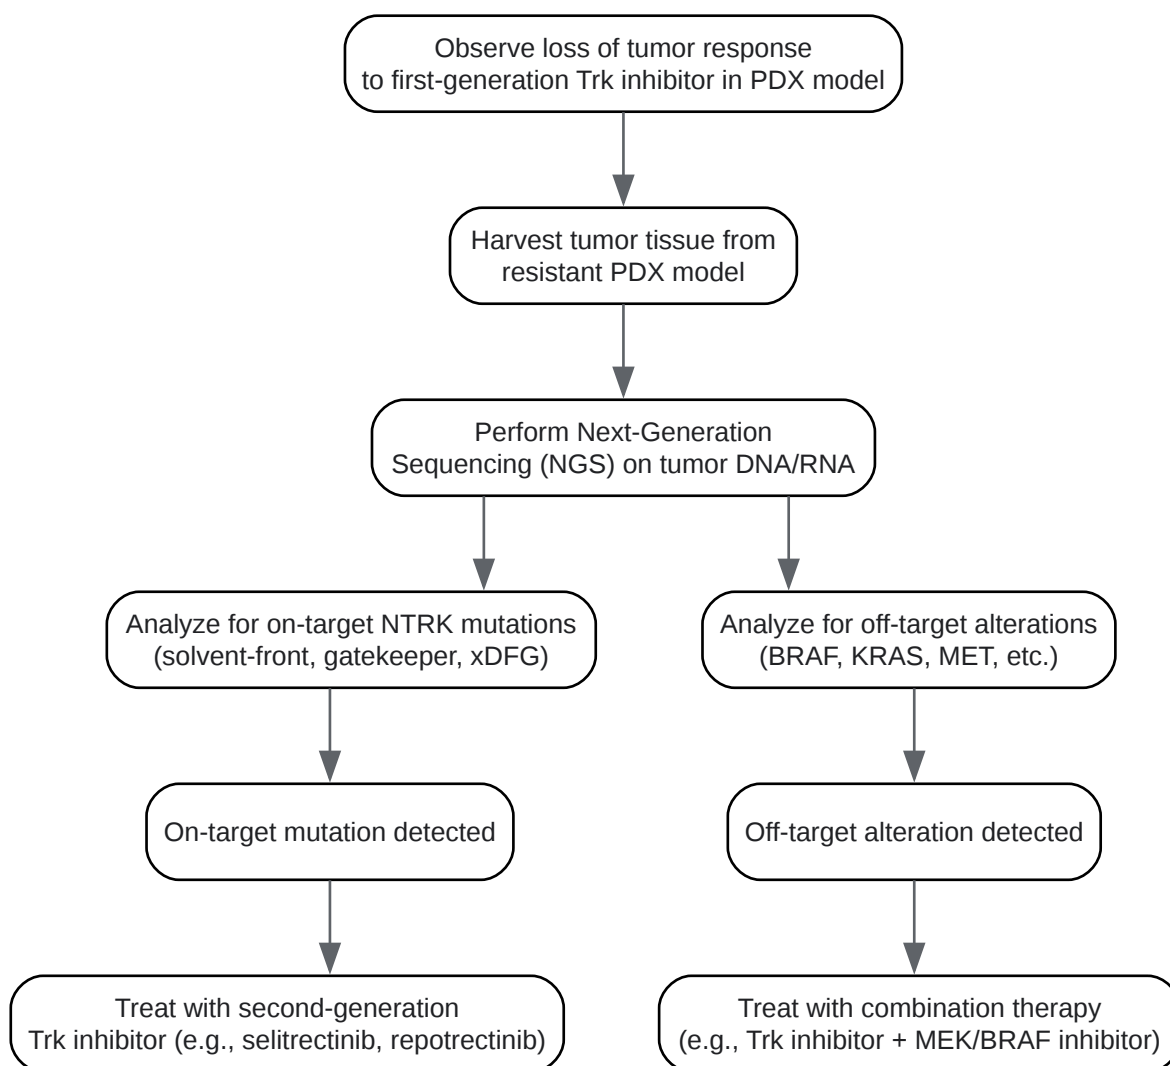 Observe loss of tumor response
to first-generation Trk inhibitor in PDX model
Harvest tumor tissue from
resistant PDX model
Perform Next-Generation
Sequencing (NGS) on tumor DNA/RNA
Analyze for on-target NTRK mutations
(solvent-front, gatekeeper, xDFG)
Analyze for off-target alterations
(BRAF, KRAS, MET, etc.)
On-target mutation detected
Off-target alteration detected
Treat with second-generation
Trk inhibitor (e.g., selitrectinib, repotrectinib)
Treat with combination therapy
(e.g., Trk inhibitor + MEK/BRAF inhibitor)